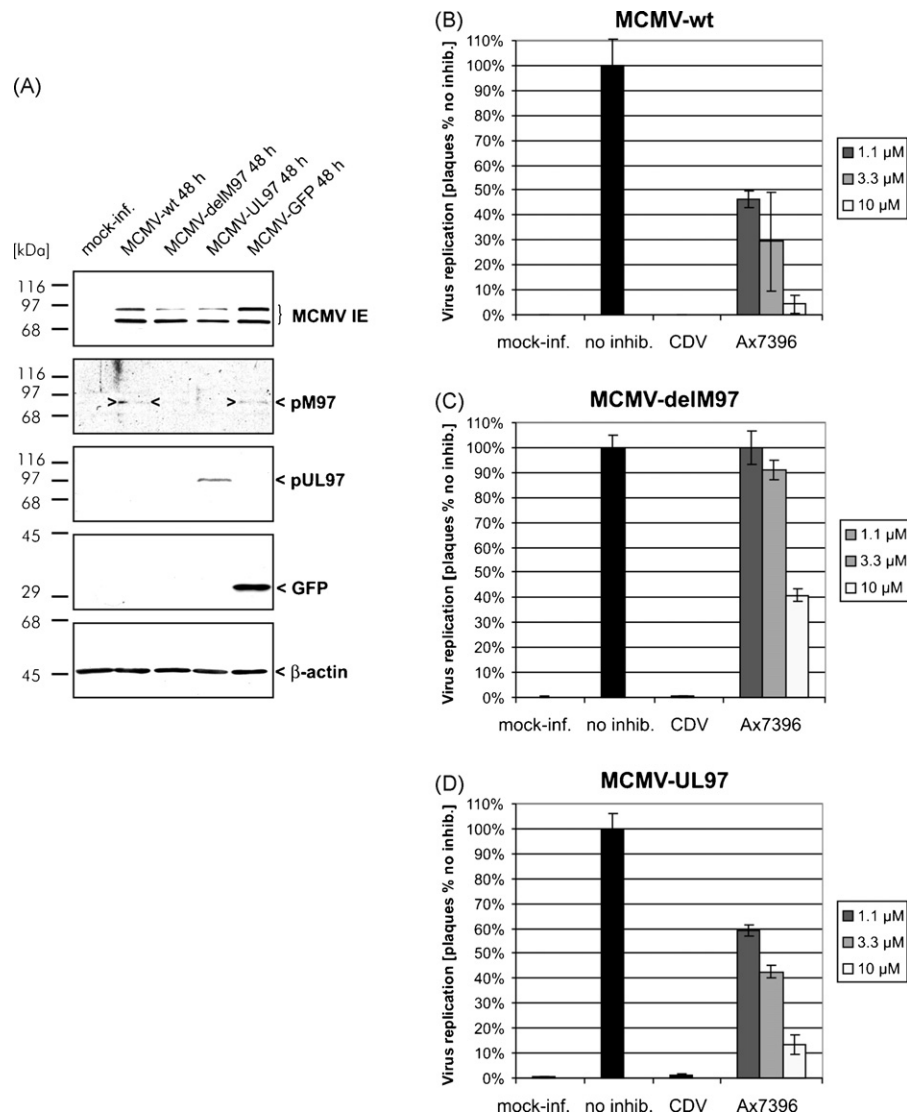 (A)
[kDa]
mock-inf.
MCMV-wt 48 h
MCMV-delM97 48 h
MCMV-UL97 48 h
MCMV-GFP 48 h
116
97
68
MCMV IE
116
97
68
> < > < pM97
116
97
68
< pUL97
45
29
< GFP
68
45
< β-actin
(B)
MCMV-wt
Virus replication [plaques % no inhib.]
110%
100%
90%
80%
70%
60%
50%
40%
30%
20%
10%
0%
mock-inf. no inhib. CDV Ax7396
1.1 µM
3.3 µM
10 µM
(C)
MCMV-delM97
Virus replication [plaques % no inhib.]
110%
100%
90%
80%
70%
60%
50%
40%
30%
20%
10%
0%
mock-inf. no inhib. CDV Ax7396
1.1 µM
3.3 µM
10 µM
(D)
MCMV-UL97
Virus replication [plaques % no inhib.]
110%
100%
90%
80%
70%
60%
50%
40%
30%
20%
10%
0%
mock-inf. no inhib. CDV Ax7396
1.1 µM
3.3 µM
10 µM